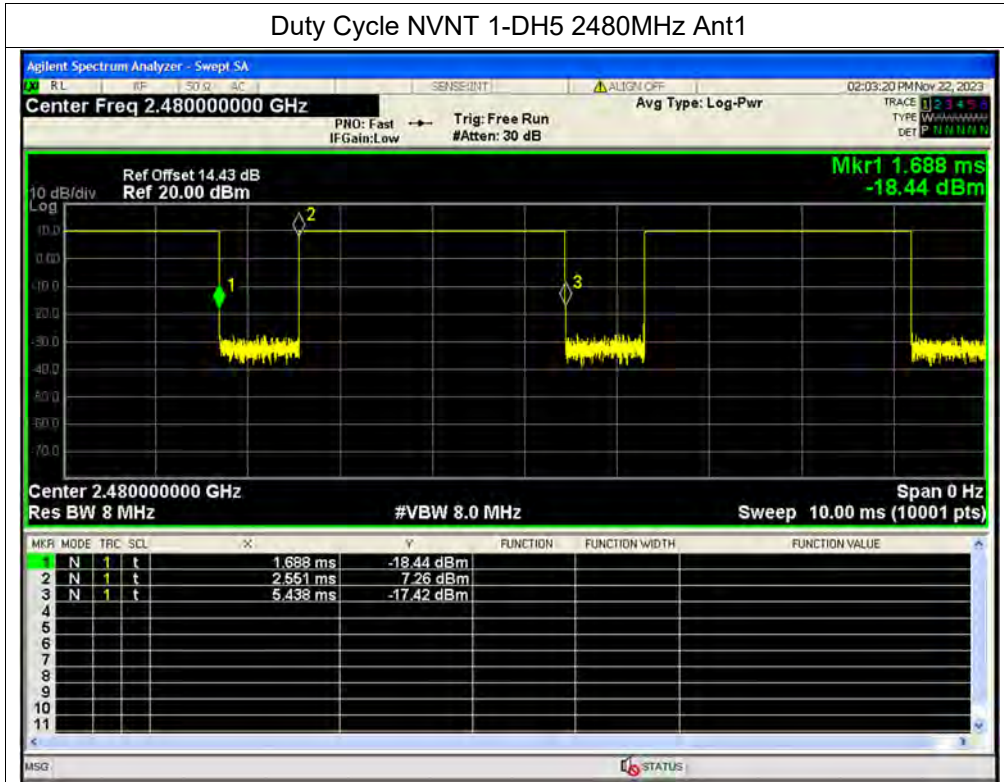 Duty Cycle NVNT 1-DH5 2480MHz Ant1
Agilent Spectrum Analyzer - Swept SA
RL RF 50 Ω AC SENSE:INT ALIGN OFF 02:03:20 PM Nov 22, 2023
Center Freq 2.480000000 GHz Avg Type: Log-Pwr TRACE 1 2 3 4 5 6
PNO: Fast Trig: Free Run TYPE W
IFGain:Low #Atten: 30 dB DET P N N N N N
Mkr1 1.688 ms
Ref Offset 14.43 dB
10 dB/div Ref 20.00 dBm -18.44 dBm
Log
10.0
0.00
-10.0
-20.0
-30.0
-40.0
-50.0
-60.0
-70.0
1
2
3
Center 2.480000000 GHz Span 0 Hz
Res BW 8 MHz #VBW 8.0 MHz Sweep 10.00 ms (10001 pts)
MKR MODE TRC SCL X Y FUNCTION FUNCTION WIDTH FUNCTION VALUE
1 N 1 t 1.688 ms -18.44 dBm
2 N 1 t 2.551 ms 7.26 dBm
3 N 1 t 5.438 ms -17.42 dBm
4
5
6
7
8
9
10
11
MSG STATUS